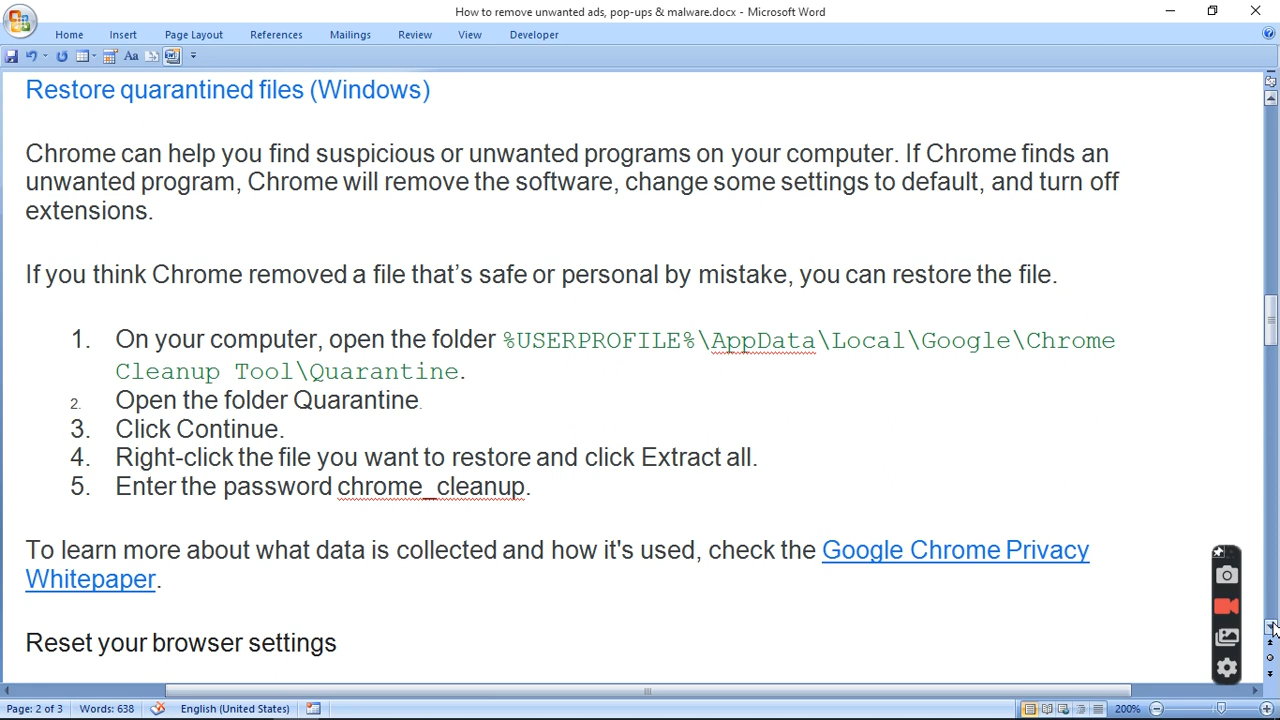 How to remove unwanted ads, pop-ups & malware.docx - Microsoft Word
Home Insert Page Layout References Mailings Review View Developer
Aa
Restore quarantined files (Windows)
Chrome can help you find suspicious or unwanted programs on your computer. If Chrome finds an
unwanted program, Chrome will remove the software, change some settings to default, and turn off
extensions.
If you think Chrome removed a file that’s safe or personal by mistake, you can restore the file.
1. On your computer, open the folder %USERPROFILE%\AppData\Local\Google\Chrome
Cleanup Tool\Quarantine.
2. Open the folder Quarantine.
3. Click Continue.
4. Right-click the file you want to restore and click Extract all.
5. Enter the password chrome_cleanup.
To learn more about what data is collected and how it's used, check the Google Chrome Privacy
Whitepaper.
Reset your browser settings
Page: 2 of 3 Words: 638 English (United States) 200%